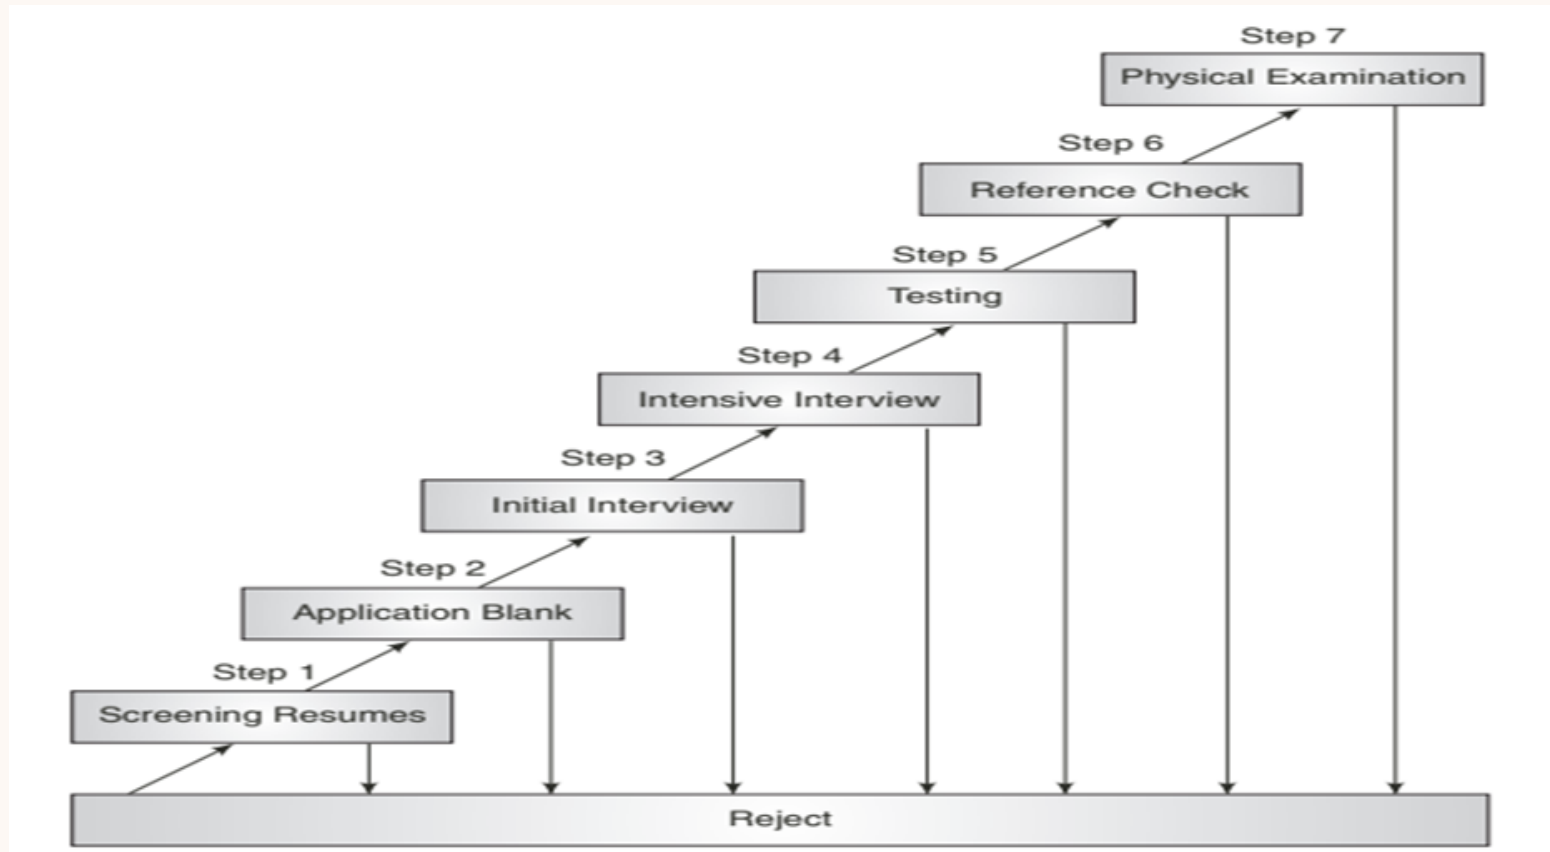 Step 7
Physical Examination
Step 6
Reference Check
Step 5
Testing
Step 4
Intensive Interview
Step 3
Initial Interview
Step 2
Application Blank
Step 1
Screening Resumes
Reject